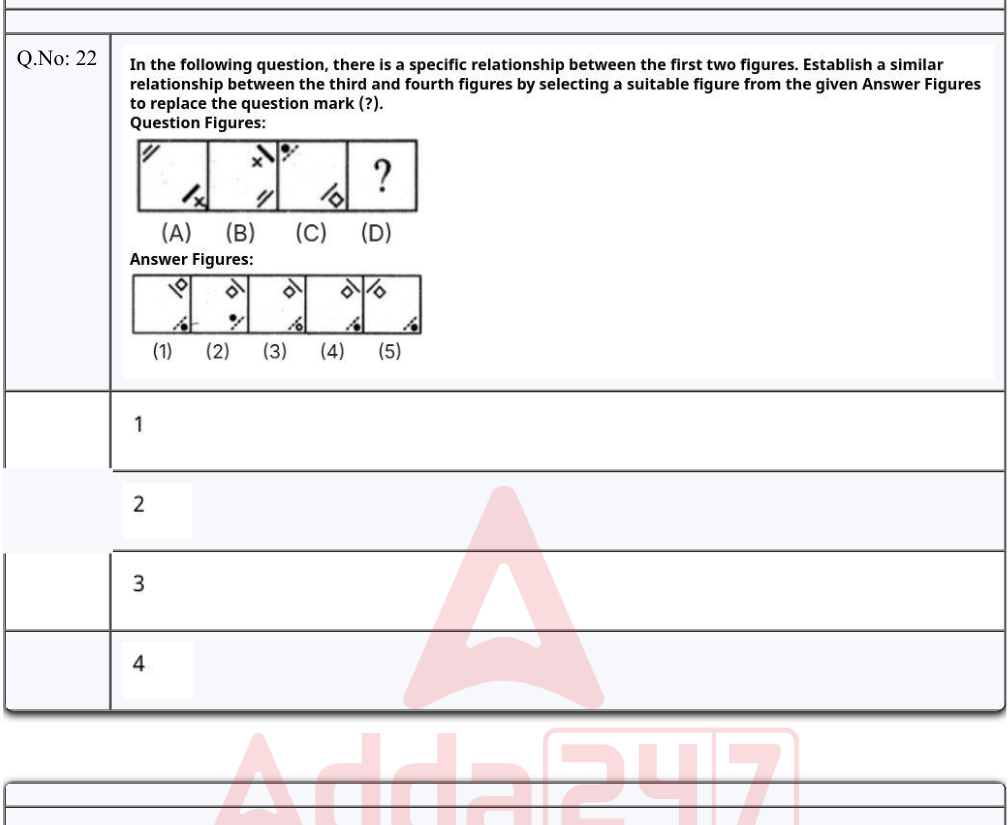 Q.No: 22
In the following question, there is a specific relationship between the first two figures. Establish a similar
relationship between the third and fourth figures by selecting a suitable figure from the given Answer Figures
to replace the question mark (?).
Question Figures:
?
(A) (B) (C) (D)
Answer Figures:
(1) (2) (3) (4) (5)
1
2
3
4
Adda247